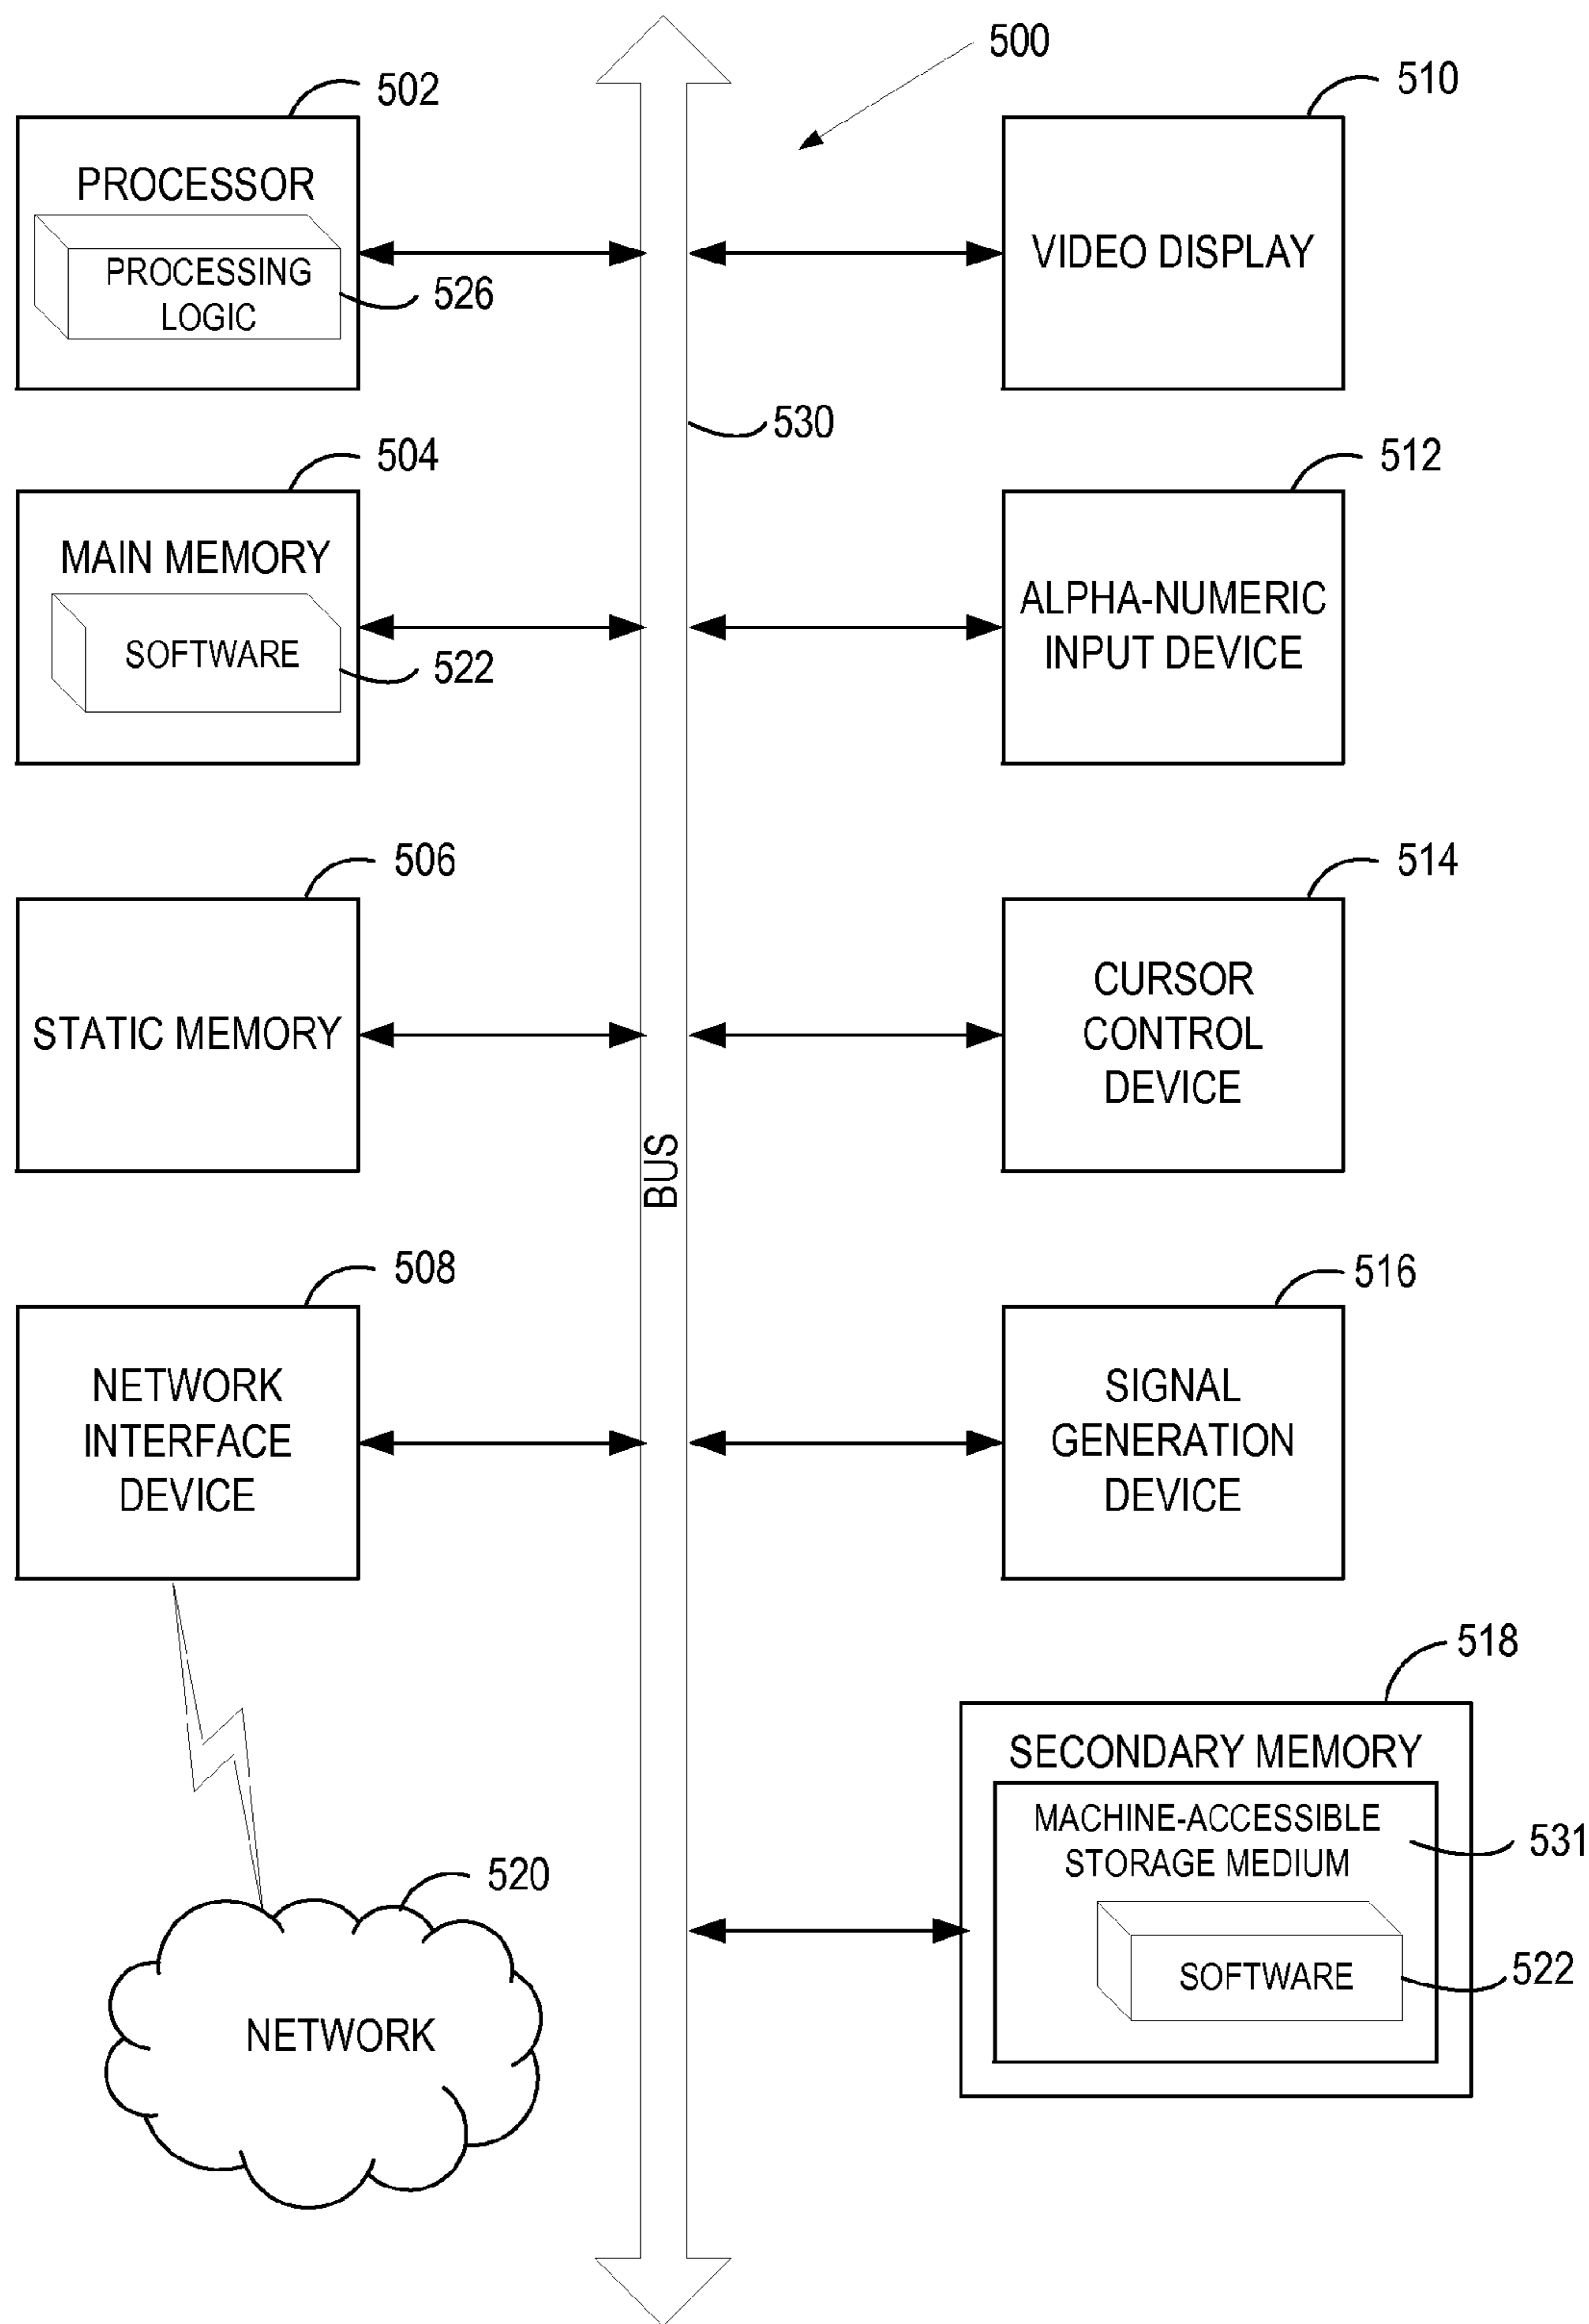 500
502
PROCESSOR
PROCESSING
LOGIC
526
510
VIDEO DISPLAY
530
504
MAIN MEMORY
SOFTWARE
522
512
ALPHA-NUMERIC
INPUT DEVICE
506
STATIC MEMORY
514
CURSOR
CONTROL
DEVICE
BUS
508
NETWORK
INTERFACE
DEVICE
516
SIGNAL
GENERATION
DEVICE
518
SECONDARY MEMORY
MACHINE-ACCESSIBLE
STORAGE MEDIUM
531
SOFTWARE
522
520
NETWORK